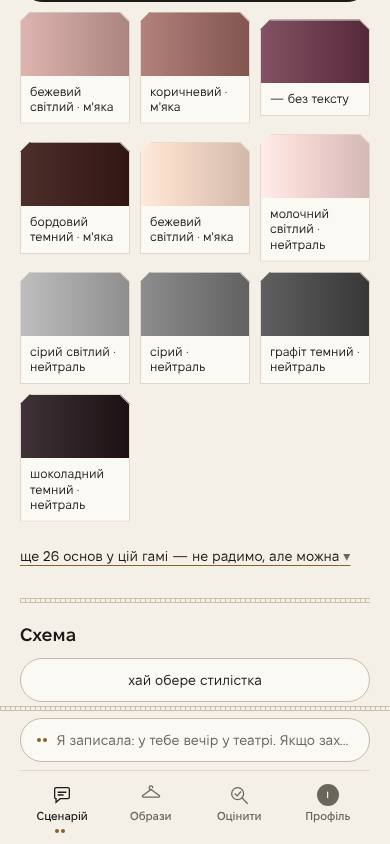 бежевий
світлий · м'яка
коричневий ·
м'яка
— без тексту
бордовий
темний · м'яка
бежевий
світлий · м'яка
молочний
світлий ·
нейтраль
сірий світлий ·
нейтраль
сірий ·
нейтраль
графіт темний ·
нейтраль
шоколадний
темний ·
нейтраль
ще 26 основ у цій гамі — не радимо, але можна ▾
Схема
хай обере стилістка
Я записала: у тебе вечір у театрі. Якщо зах...
Сценарій
Образи
Оцінити
І
Профіль